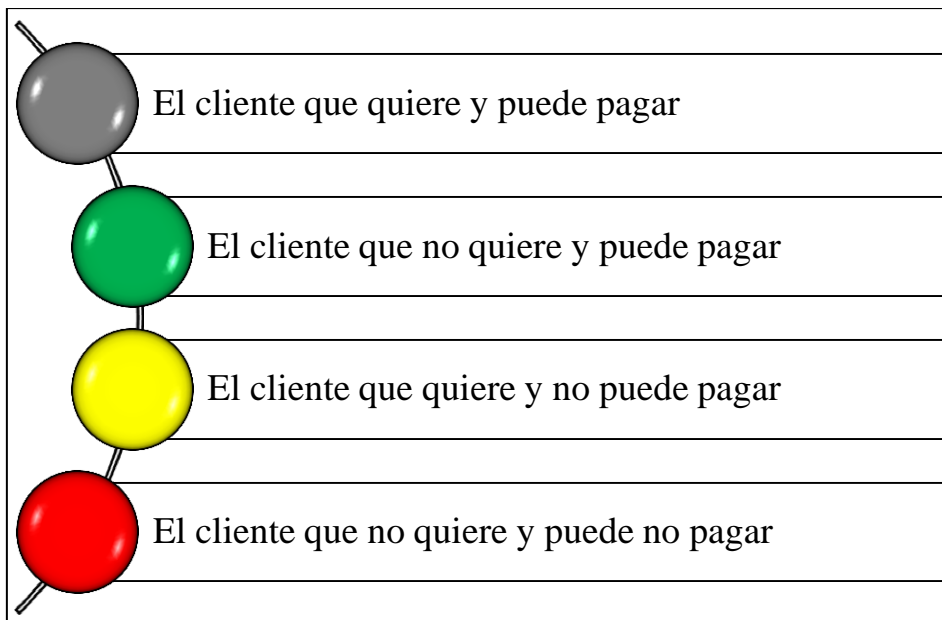 El cliente que quiere y puede pagar
El cliente que no quiere y puede pagar
El cliente que quiere y no puede pagar
El cliente que no quiere y puede no pagar